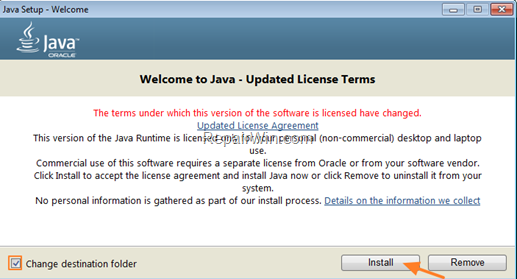 Java Setup - Welcome
Java™
ORACLE
Welcome to Java - Updated License Terms
The terms under which this version of the software is licensed have changed.
Updated License Agreement
RepairWin.com
This version of the Java Runtime is licensed only for your personal (non-commercial) desktop and laptop
use.
Commercial use of this software requires a separate license from Oracle or from your software vendor.
Click Install to accept the license agreement and install Java now or click Remove to uninstall it from your
system.
No personal information is gathered as part of our install process. Details on the information we collect
Change destination folder
Install
Remove